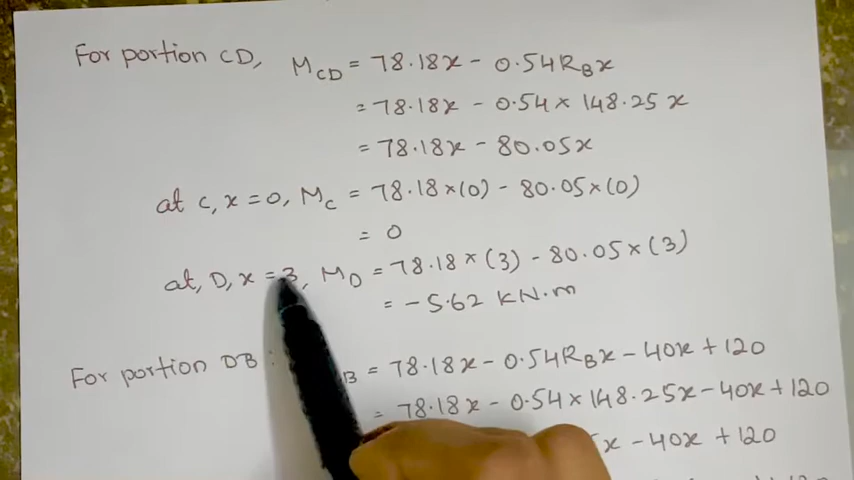 For portion CD, M_CD = 78.18x - 0.54R_Bx
= 78.18x - 0.54 × 148.25 x
= 78.18x - 80.05x
at C, x = 0, M_C = 78.18×(0) - 80.05×(0)
= 0
at, D, x = 3, M_D = 78.18 × (3) - 80.05 × (3)
= -5.62 KN.m
For portion DB : B = 78.18x - 0.54R_Bx - 40x + 120
= 78.18x - 0.54 × 148.25x - 40x + 120
x - 40x + 120